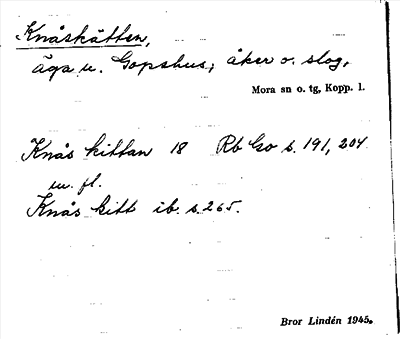 Knåskätten,
äga u. Gopshus; åker o. slog,
Mora sn o. tg, Kopp. l.
Knås kittan 18 Rb Go s. 191, 204
m. fl.
Knås kitt ib. s. 265.
Bror Lindén 1945.